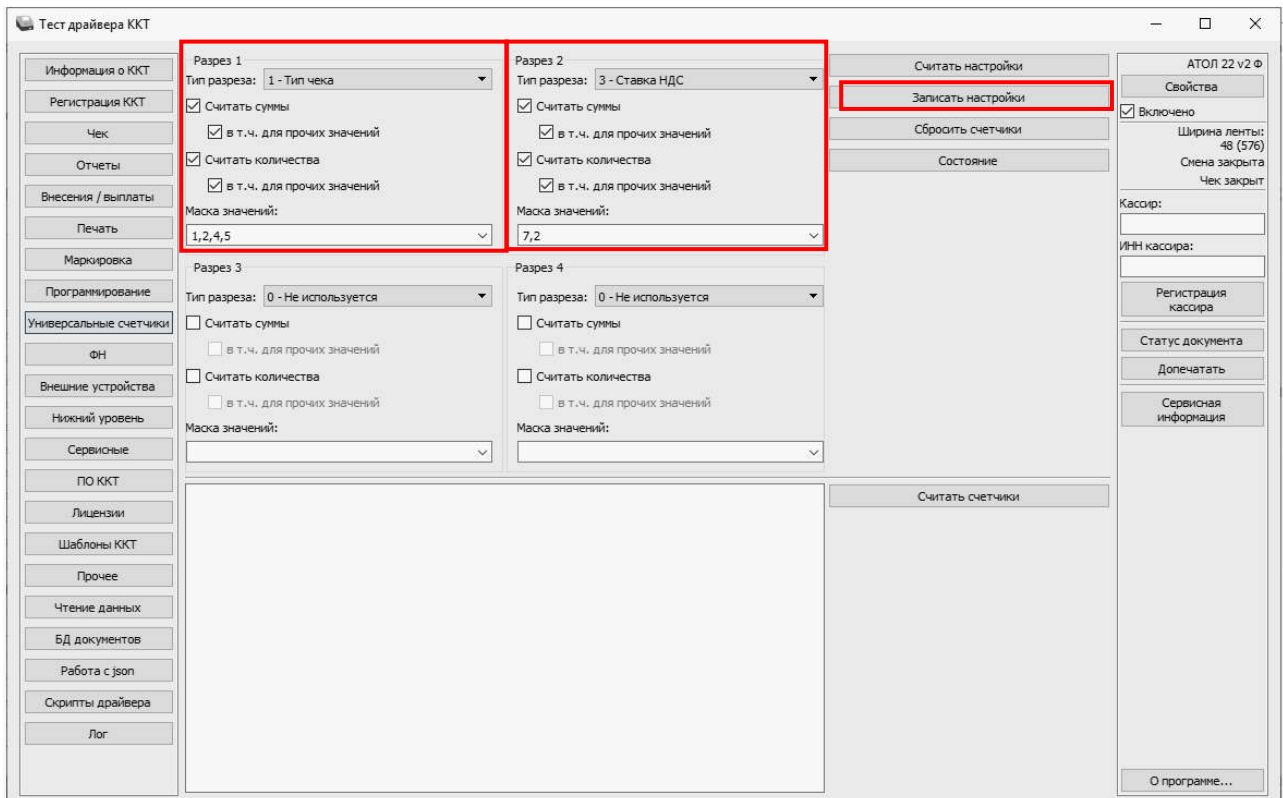 Тест драйвера ККТ
Информация о ККТ
Регистрация ККТ
Чек
Отчеты
Внесения / выплаты
Печать
Маркировка
Программирование
Универсальные счетчики
ФН
Внешние устройства
Нижний уровень
Сервисные
ПО ККТ
Лицензии
Шаблоны ККТ
Прочее
Чтение данных
БД документов
Работа с json
Скрипты драйвера
Лог
Разрез 1
Тип разреза: 1 - Тип чека
Считать суммы
в т.ч. для прочих значений
Считать количества
в т.ч. для прочих значений
Маска значений:
1,2,4,5
Разрез 2
Тип разреза: 3 - Ставка НДС
Считать суммы
в т.ч. для прочих значений
Считать количества
в т.ч. для прочих значений
Маска значений:
7,2
Разрез 3
Тип разреза: 0 - Не используется
Считать суммы
в т.ч. для прочих значений
Считать количества
в т.ч. для прочих значений
Маска значений:
Разрез 4
Тип разреза: 0 - Не используется
Считать суммы
в т.ч. для прочих значений
Считать количества
в т.ч. для прочих значений
Маска значений:
Считать настройки
Записать настройки
Сбросить счетчики
Состояние
Считать счетчики
АТОЛ 22 v2 Ф
Свойства
Включено
Ширина ленты:
48 (576)
Смена закрыта
Чек закрыт
Кассир:
ИНН кассира:
Регистрация
кассира
Статус документа
Допечатать
Сервисная
информация
О программе...